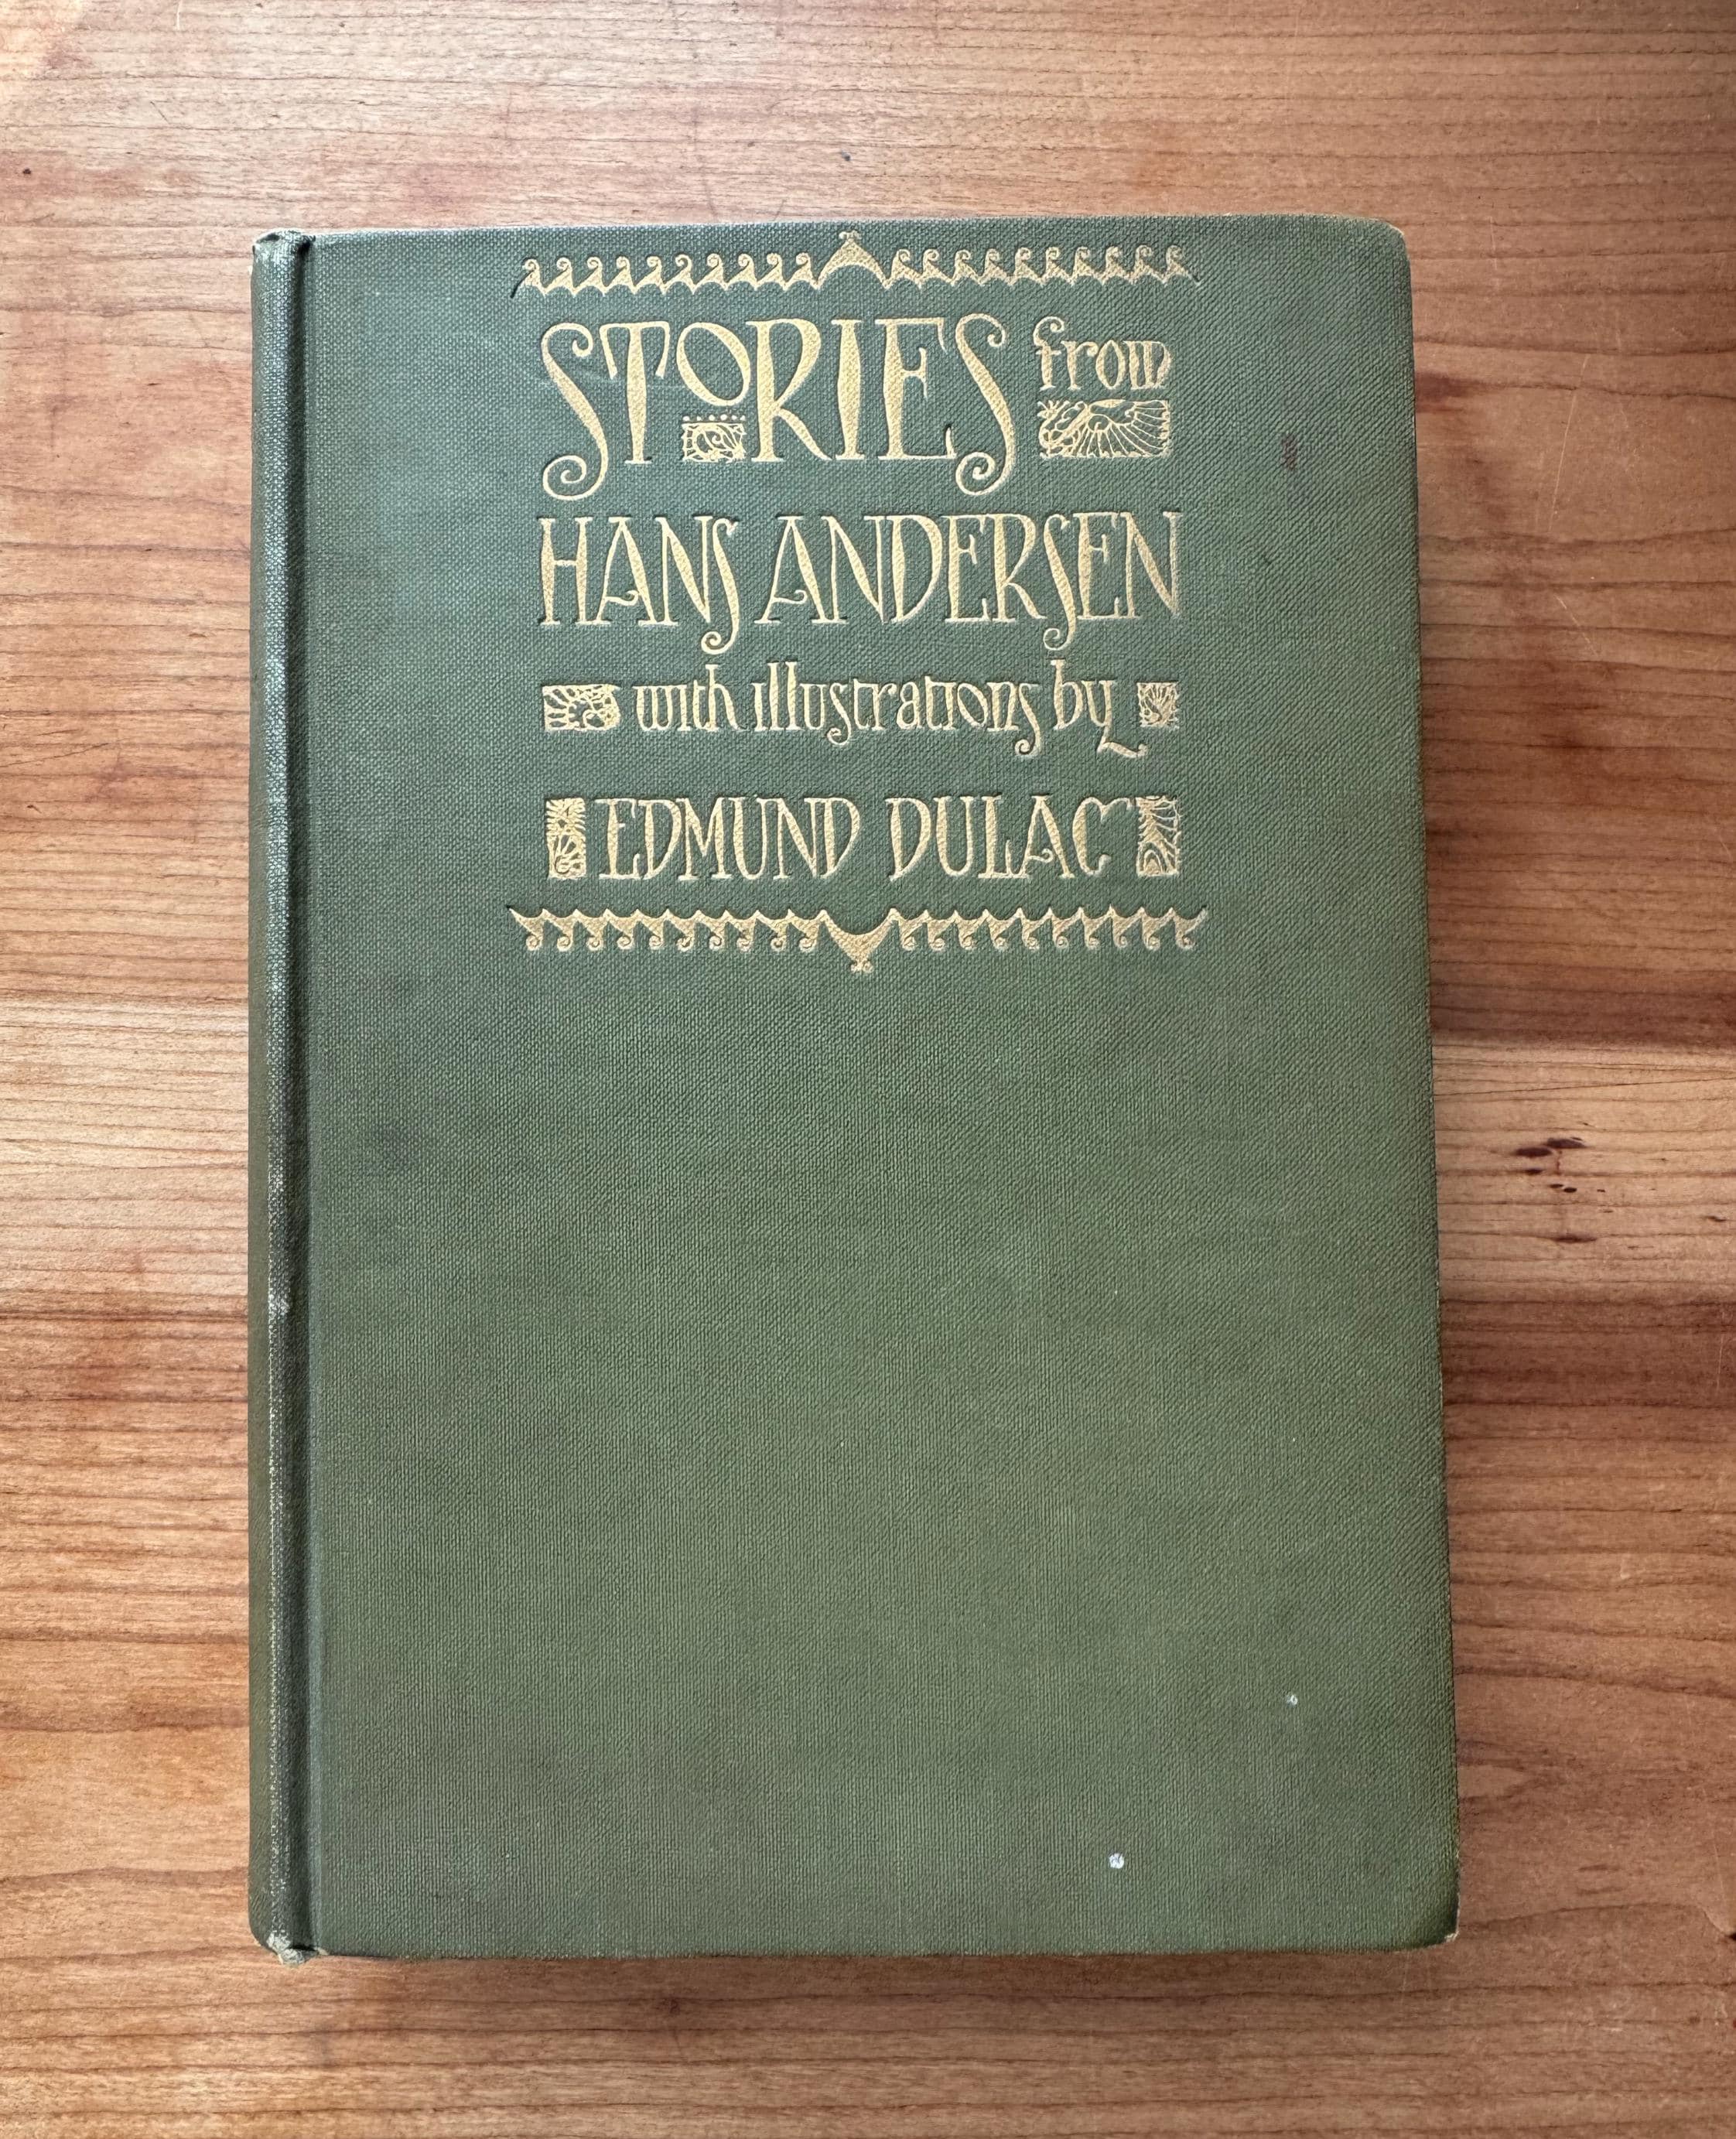 STORIES from
HANS ANDERSEN
with illustrations by
EDMUND DULAC